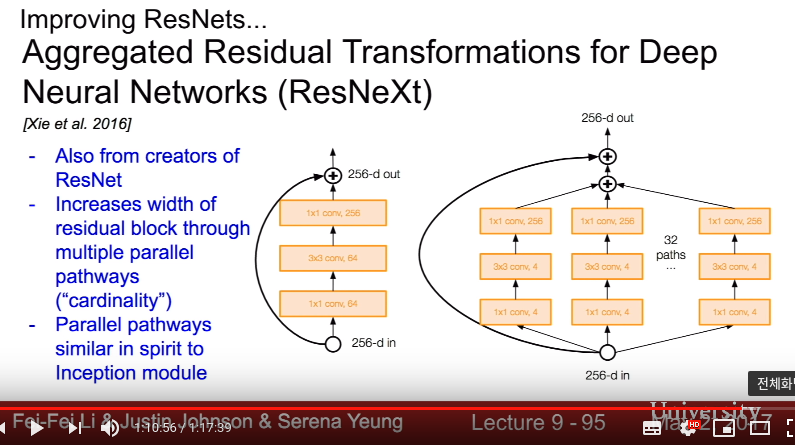 Improving ResNets...
Aggregated Residual Transformations for Deep
Neural Networks (ResNeXt)
[Xie et al. 2016]
- Also from creators of
ResNet
- Increases width of
residual block through
multiple parallel
pathways
(“cardinality”)
- Parallel pathways
similar in spirit to
Inception module
256-d out
1x1 conv, 256
3x3 conv, 64
1x1 conv, 64
256-d in
256-d out
1x1 conv, 256 1x1 conv, 256 1x1 conv, 256
32
paths
...
3x3 conv, 4 3x3 conv, 4 3x3 conv, 4
1x1 conv, 4 1x1 conv, 4 1x1 conv, 4
256-d in
전체화
University
Fei-Fei Li & Justin Johnson & Serena Yeung Lecture 9 - 95 2017
1:10:56 / 1:17:39
HD